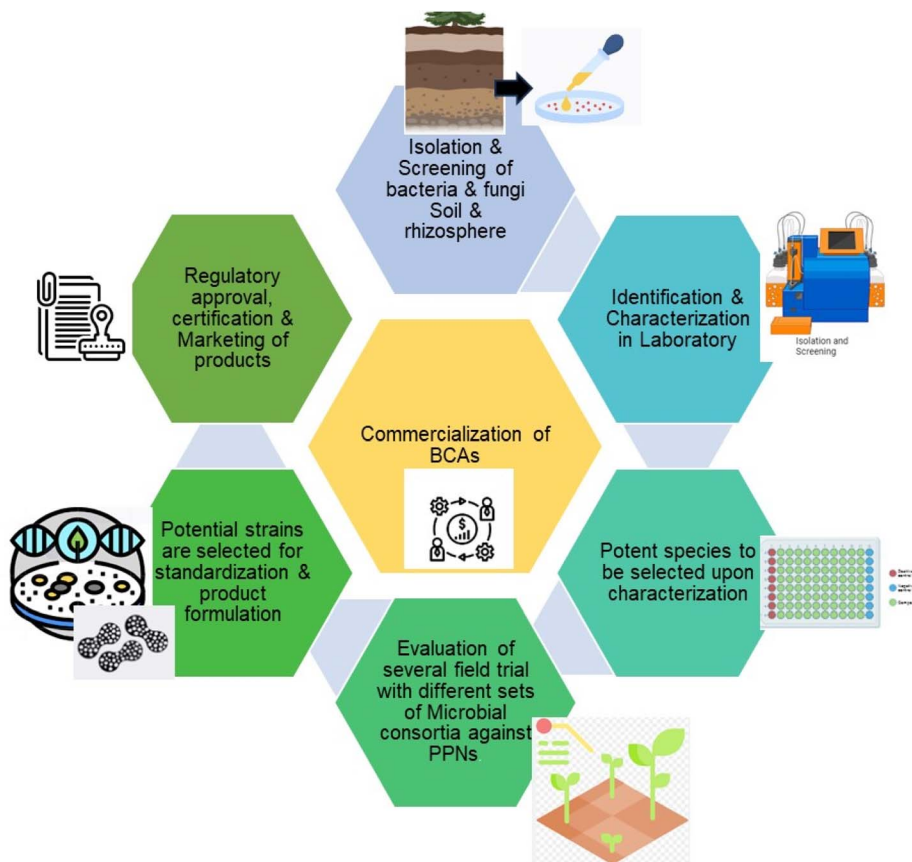 Isolation &
Screening of
bacteria & fungi
Soil &
rhizosphere
Identification &
Characterization
in Laboratory
Isolation and
Screening
Potent species to
be selected upon
characterization
Evaluation of
several field trial
with different sets
of Microbial
consortia against
PPNs.
Potential strains
are selected for
standardization &
product
formulation
Regulatory
approval,
certification &
Marketing of
products
Commercialization of
BCAs
$